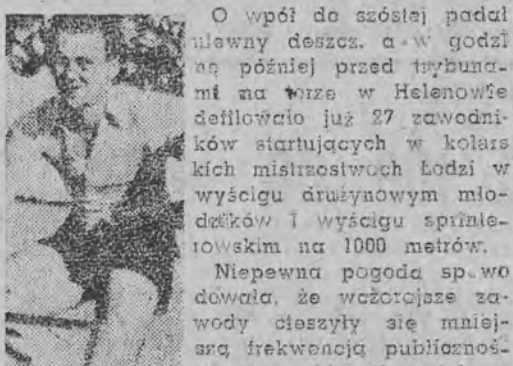 O wpół do szóstej padał
ulewny deszcz, a w godzi
nę później przed trybuna-
mi na torze w Helenowie
defilowało już 27 zawodni-
ków startujących w kolars
kich mistrzostwach Łodzi w
wyścigu drużynowym mło-
dzików i wyścigu sprinte-
rowskim na 1000 metrów.
Niepewna pogoda sp wo
dowała, że wczorajsze za-
wody cieszyły się mniej-
szą frekwencją publicznoś-